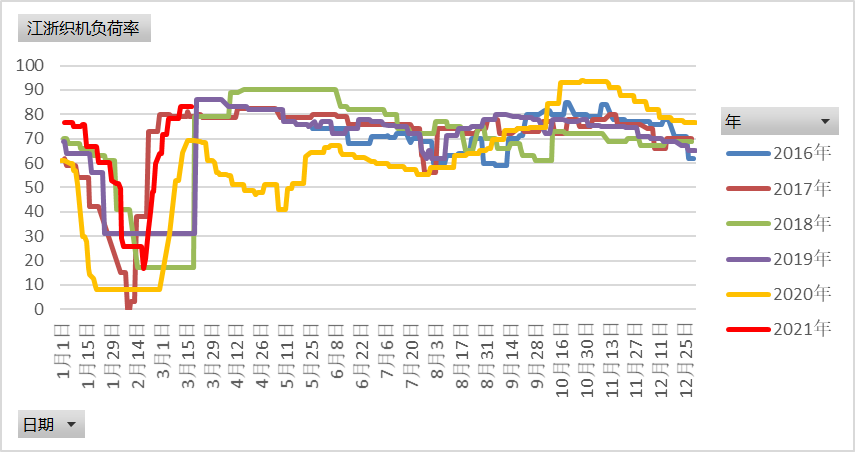 江浙织机负荷率
100
90
80
70
60
50
40
30
20
10
0
1月1日
1月15日
1月29日
2月14日
3月1日
3月15日
3月29日
4月12日
4月26日
5月11日
5月25日
6月8日
6月22日
7月6日
7月20日
8月3日
8月17日
8月31日
9月14日
9月28日
10月16日
10月30日
11月13日
11月27日
12月11日
12月25日
年
2016年
2017年
2018年
2019年
2020年
2021年
日期